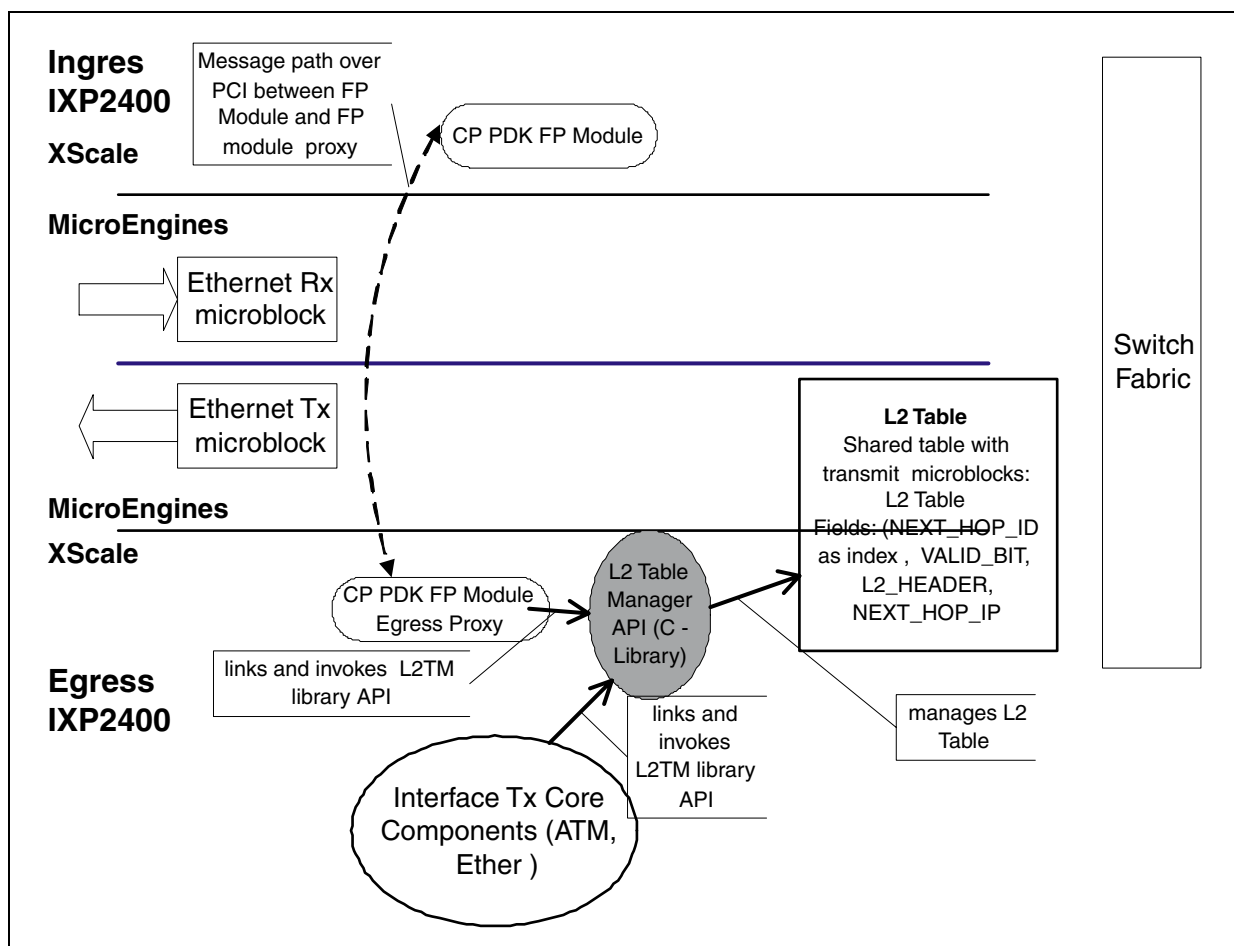 Ingres
IXP2400
XScale
Message path over
PCI between FP
Module and FP
module proxy
CP PDK FP Module
MicroEngines
Ethernet Rx
microblock
Switch
Fabric
Ethernet Tx
microblock
MicroEngines
XScale
L2 Table
Shared table with
transmit microblocks:
L2 Table
Fields: (NEXT_HOP_ID
as index , VALID_BIT,
L2_HEADER,
NEXT_HOP_IP
CP PDK FP Module
Egress Proxy
L2 Table
Manager
API (C -
Library)
links and invokes L2TM
library API
Egress
IXP2400
links and
invokes
L2TM library
API
manages L2
Table
Interface Tx Core
Components (ATM,
Ether )